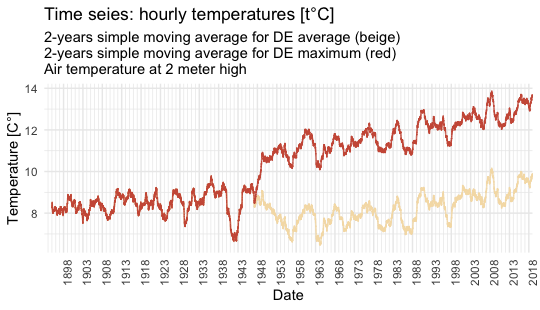 Time seies: hourly temperatures [t°C]
2-years simple moving average for DE average (beige)
2-years simple moving average for DE maximum (red)
Air temperature at 2 meter high
Temperature [C°]
14
12
10
8
1898 1903 1908 1913 1918 1923 1928 1933 1938 1943 1948 1953 1958 1963 1968 1973 1978 1983 1988 1993 1998 2003 2008 2013 2018
Date